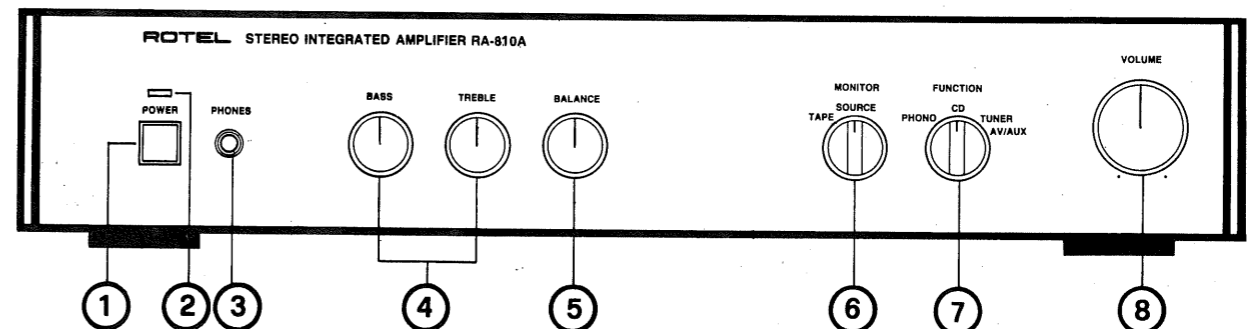 ROTEL STEREO INTEGRATED AMPLIFIER RA-810A
POWER
PHONES
BASS
TREBLE
BALANCE
MONITOR
SOURCE
TAPE
FUNCTION
CD
PHONO
TUNER
AV/AUX
VOLUME
1
2
3
4
5
6
7
8